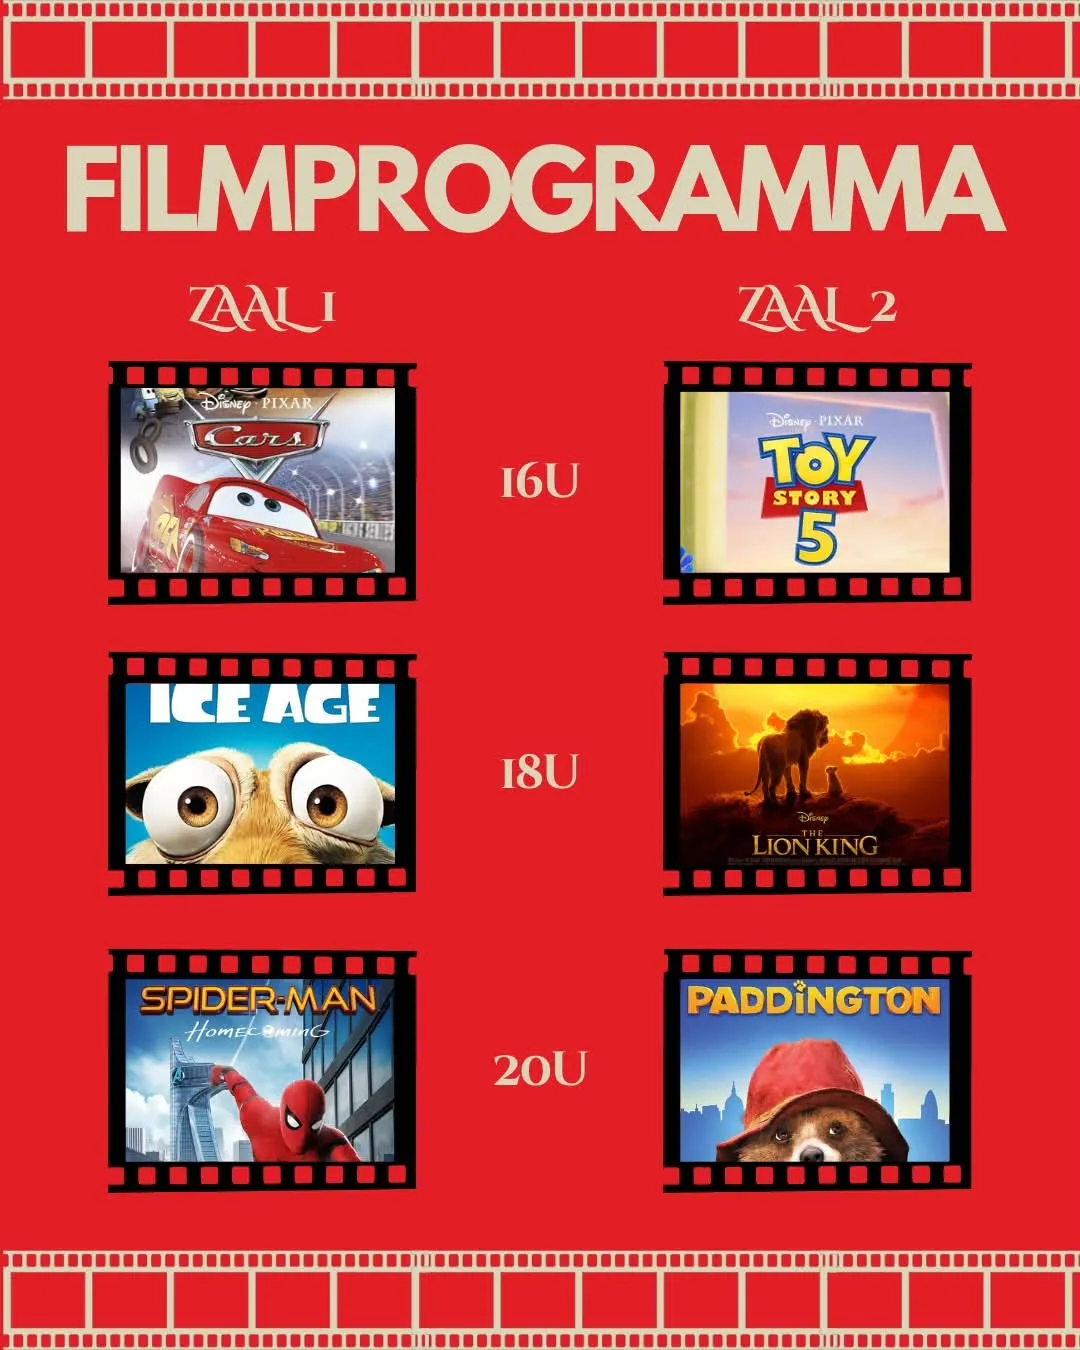 FILMPROGRAMMA
ZAAL 1
ZAAL 2
DISNEY · PIXAR
Cars
16U
DISNEY · PIXAR
TOY
STORY
5
ICE AGE
18U
DISNEY
THE
LION KING
SPIDER-MAN
HOMECOMING
20U
PADDINGTON